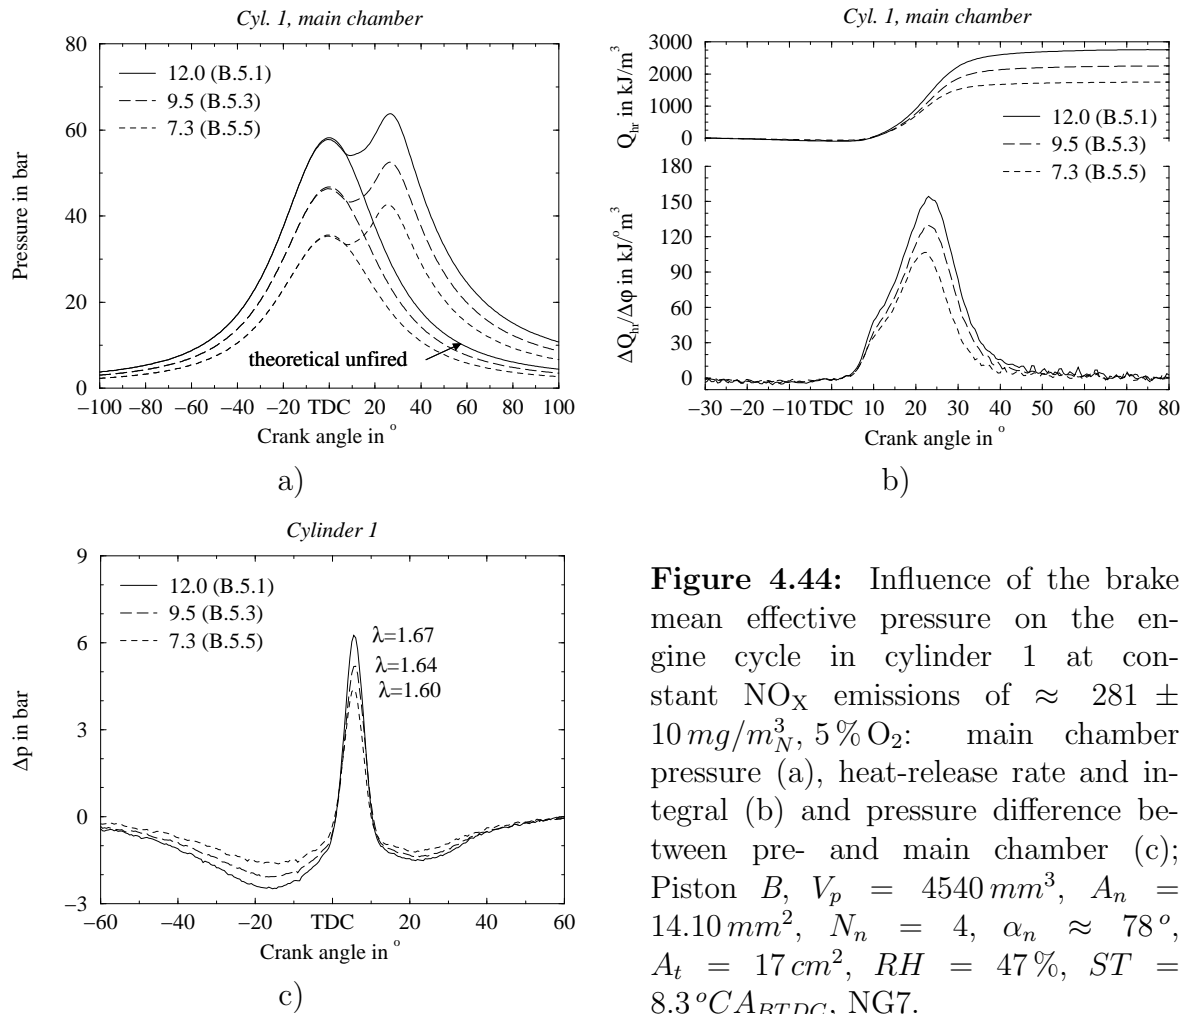 Cyl. 1, main chamber
80
60
40
20
0
Pressure in bar
12.0 (B.5.1)
9.5 (B.5.3)
7.3 (B.5.5)
theoretical unfired
−100 −80 −60 −40 −20 TDC 20 40 60 80 100
Crank angle in °
a)
Cyl. 1, main chamber
3000
2000
1000
0
Q_hr in kJ/m³
12.0 (B.5.1)
9.5 (B.5.3)
7.3 (B.5.5)
180
150
120
90
60
30
0
ΔQ_hr/Δφ in kJ/°m³
−30 −20 −10 TDC 10 20 30 40 50 60 70 80
Crank angle in °
b)
Cylinder 1
9
6
3
0
−3
Δp in bar
12.0 (B.5.1)
9.5 (B.5.3)
7.3 (B.5.5)
λ=1.67
λ=1.64
λ=1.60
−60 −40 −20 TDC 20 40 60
Crank angle in °
c)
Figure 4.44: Influence of the brake
mean effective pressure on the en-
gine cycle in cylinder 1 at con-
stant NO_X emissions of ≈ 281 ±
10 mg/m³_N, 5 % O₂: main chamber
pressure (a), heat-release rate and in-
tegral (b) and pressure difference be-
tween pre- and main chamber (c);
Piston B, V_p = 4540 mm³, A_n =
14.10 mm², N_n = 4, α_n ≈ 78 °,
A_t = 17 cm², RH = 47 %, ST =
8.3 °CA_BTDC, NG7.